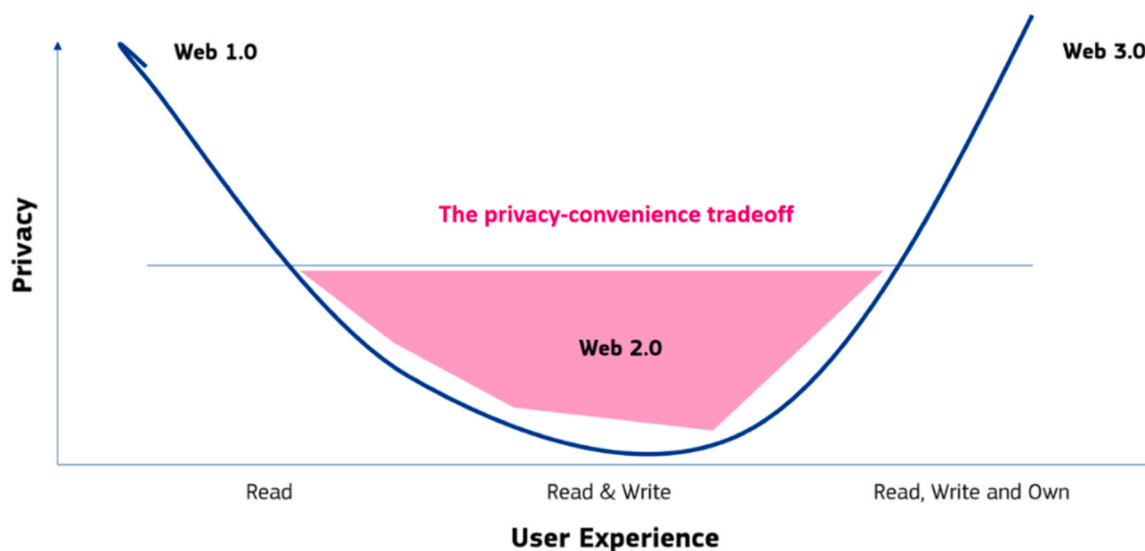 Web 1.0
Web 3.0
The privacy-convenience tradeoff
Privacy
Web 2.0
Read
Read & Write
Read, Write and Own
User Experience